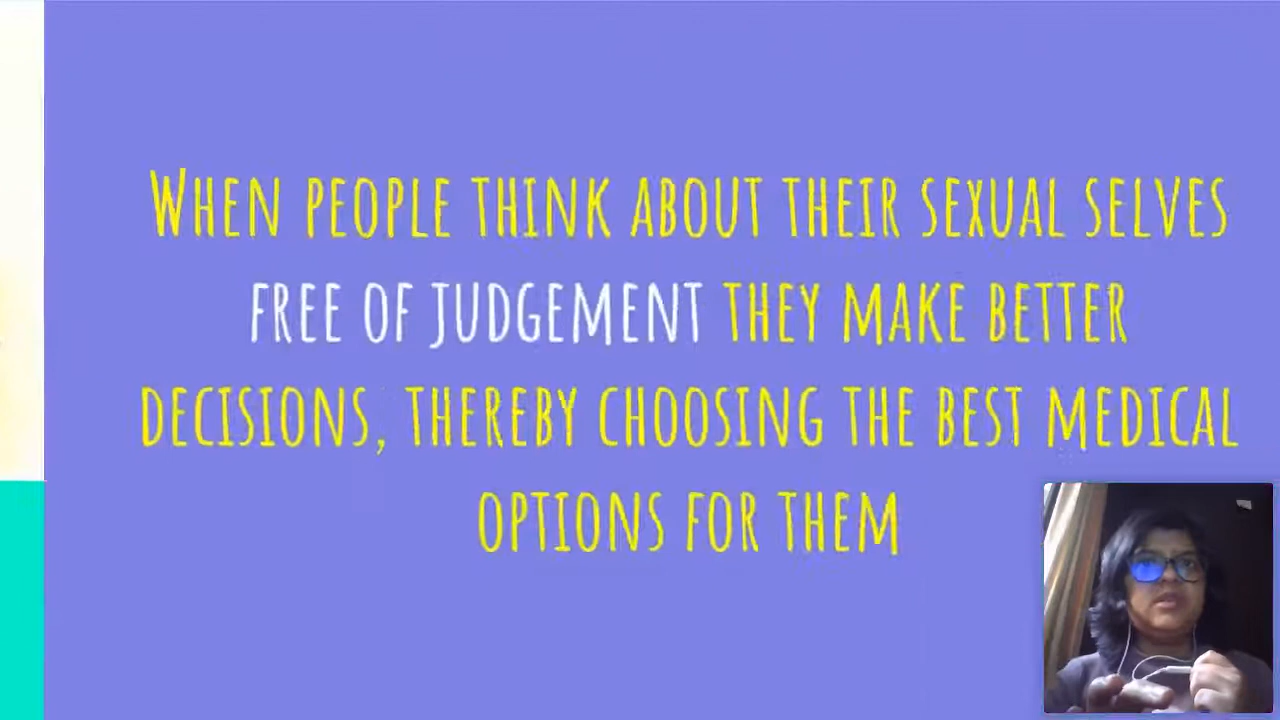 When people think about their sexual selves
free of judgement they make better
decisions, thereby choosing the best medical
options for them